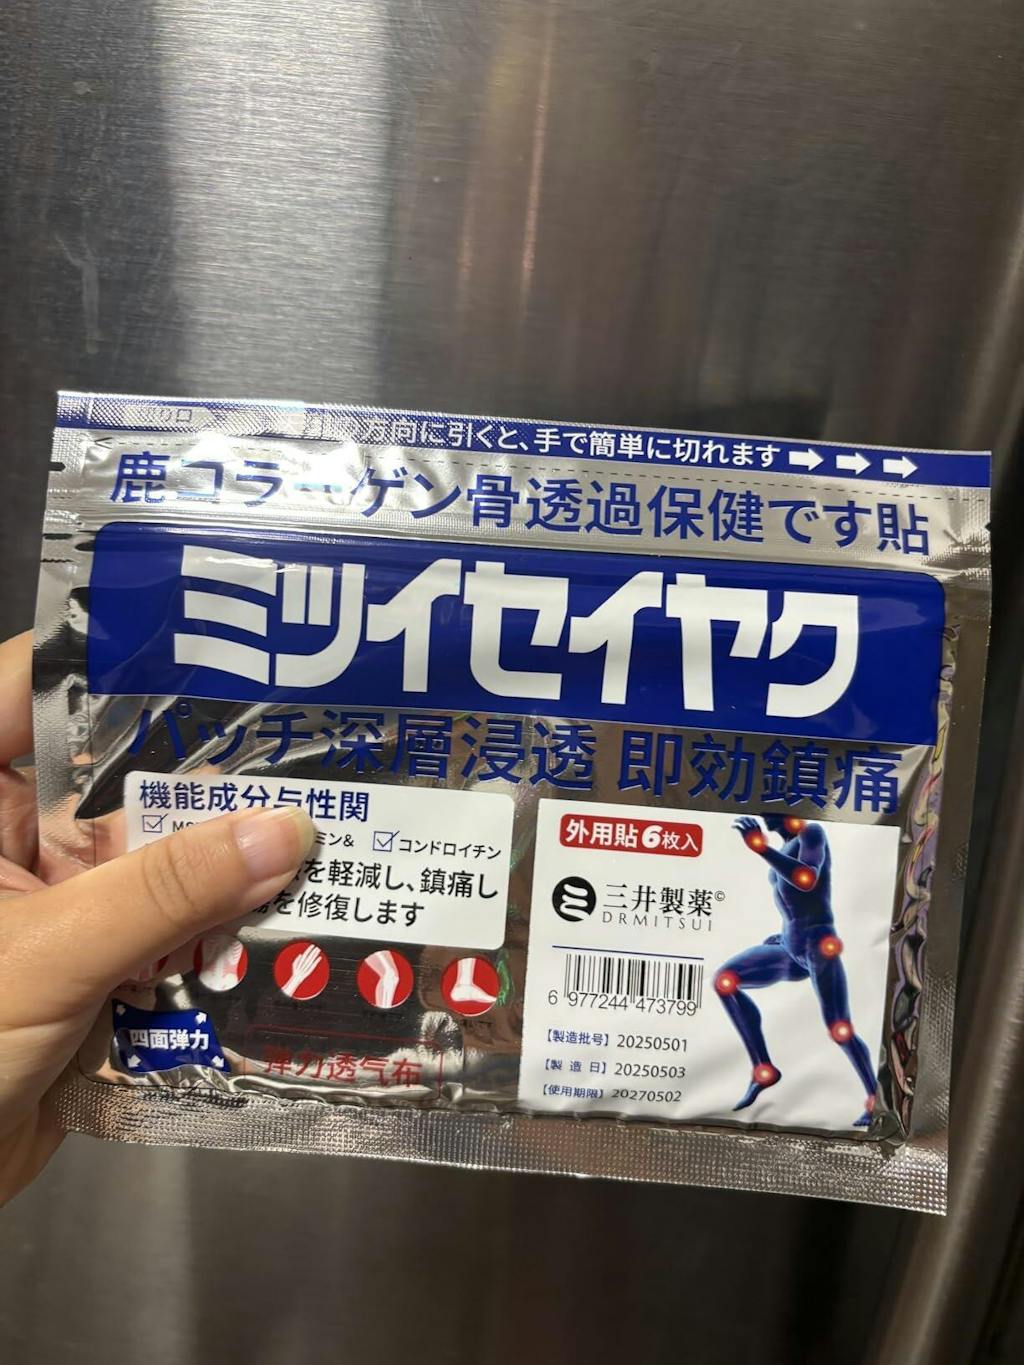 方向に引くと、手で簡単に切れます
鹿コラーゲン骨透過保健です貼
ミツイセイヤク
パッチ深層浸透 即効鎮痛
機能成分与性関
ミン& コンドロイチン
を軽減し、鎮痛し
を修復します
四面弹力
弹力透气布
外用貼6枚入
三井製薬©
DRMITSUI
6 977244 473799
【製造批号】20250501
【製造日】20250503
【使用期限】20270502